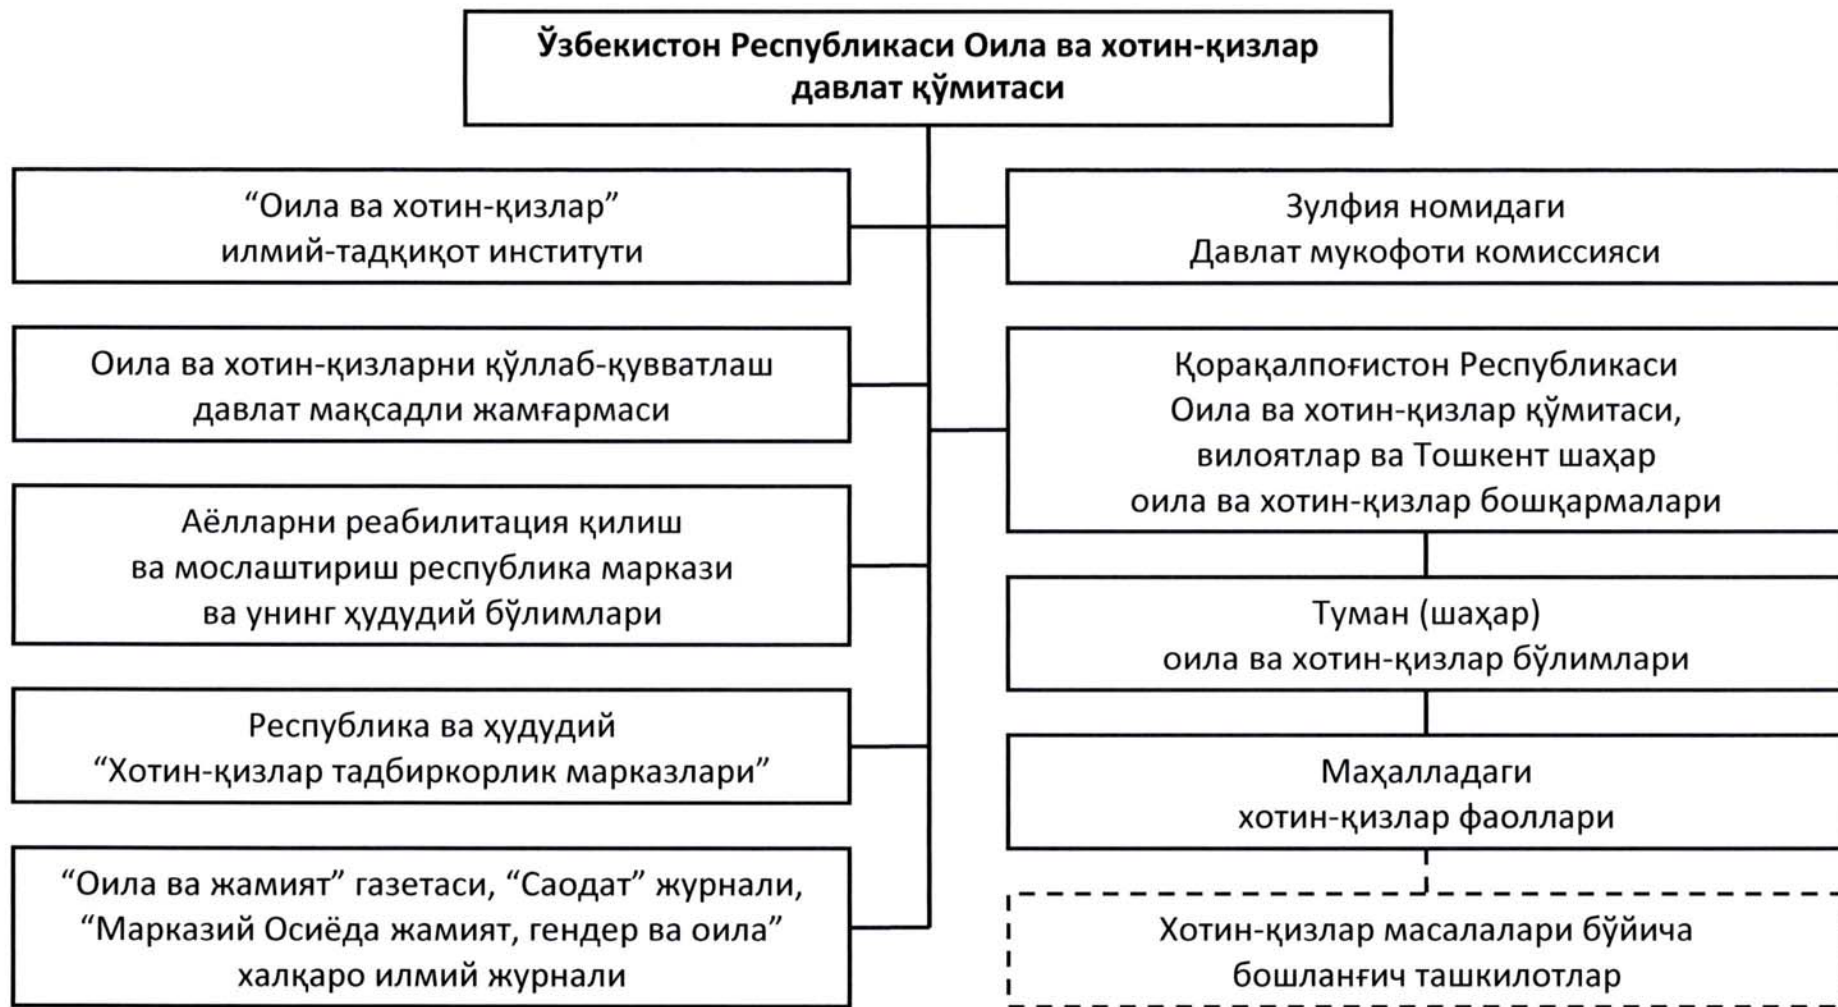 Ўзбекистон Республикаси Оила ва хотин-қизлар
давлат қўмитаси
“Оила ва хотин-қизлар”
илмий-тадқиқот институти
Оила ва хотин-қизларни қўллаб-қувватлаш
давлат мақсадли жамғармаси
Аёлларни реабилитация қилиш
ва мослаштириш республика маркази
ва унинг ҳудудий бўлимлари
Республика ва ҳудудий
“Хотин-қизлар тадбиркорлик марказлари”
“Оила ва жамият” газетаси, “Саодат” журнали,
“Марказий Осиёда жамият, гендер ва оила”
халқаро илмий журнали
Зулфия номидаги
Давлат мукофоти комиссияси
Қорақалпоғистон Республикаси
Оила ва хотин-қизлар қўмитаси,
вилоятлар ва Тошкент шаҳар
оила ва хотин-қизлар бошқармалари
Туман (шаҳар)
оила ва хотин-қизлар бўлимлари
Маҳалладаги
хотин-қизлар фаоллари
Хотин-қизлар масалалари бўйича
бошланғич ташкилотлар